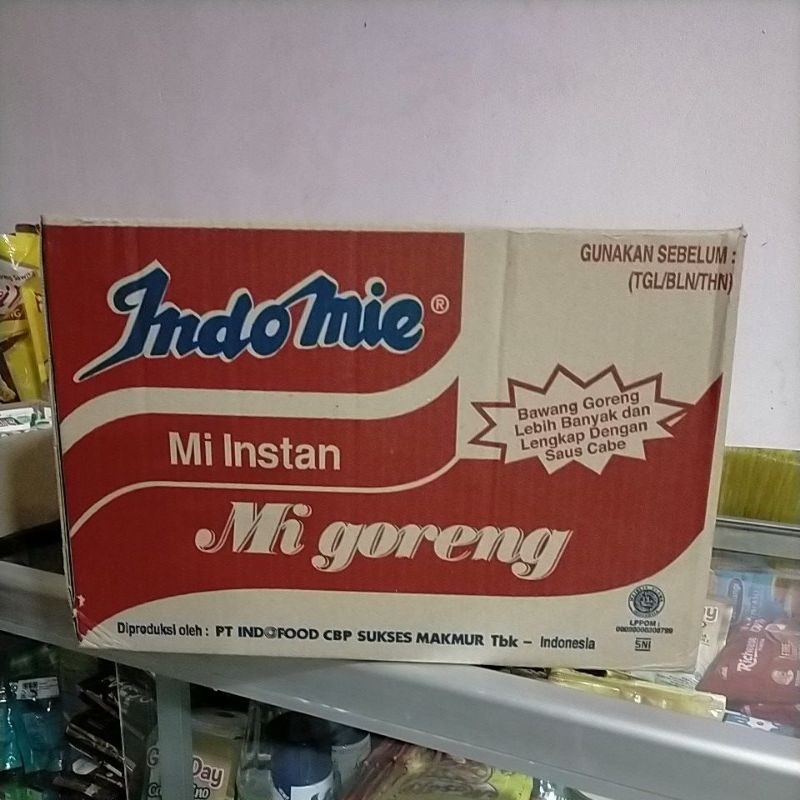 IndoMie®
GUNAKAN SEBELUM :
(TGL/BLN/THN)
Bawang Goreng
Lebih Banyak dan
Lengkap Dengan
Saus Cabe
Mi Instan
Mi goreng
Diproduksi oleh : PT INDOFOOD CBP SUKSES MAKMUR Tbk – Indonesia
LPPOM :
SNI
Day